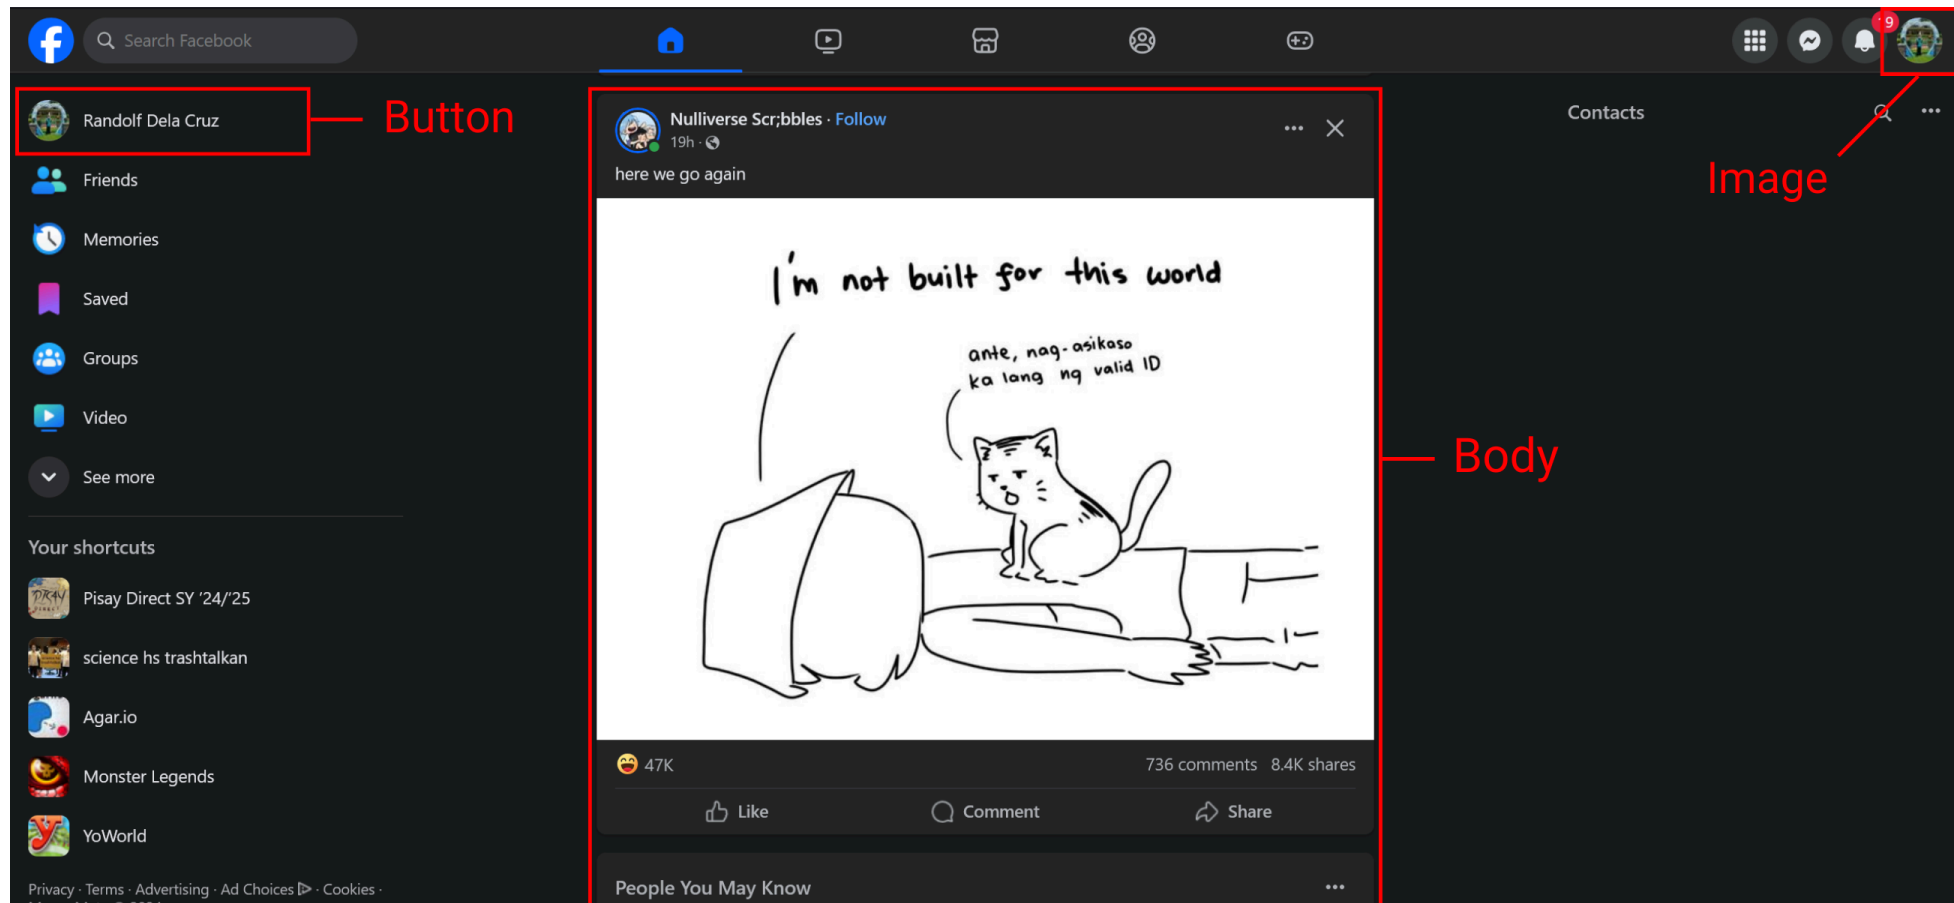 Search Facebook
19
Randolf Dela Cruz
Button
Friends
Memories
Saved
Groups
Video
See more
Your shortcuts
Pisay Direct SY '24/'25
science hs trashtalkan
Agar.io
Monster Legends
YoWorld
Privacy · Terms · Advertising · Ad Choices · Cookies ·
Nulliverse Scr;bbles · Follow
19h ·
here we go again
I'm not built for this world
ante, nag-asikaso
ka lang ng valid ID
47K
736 comments 8.4K shares
Like
Comment
Share
People You May Know
Body
Contacts
Image